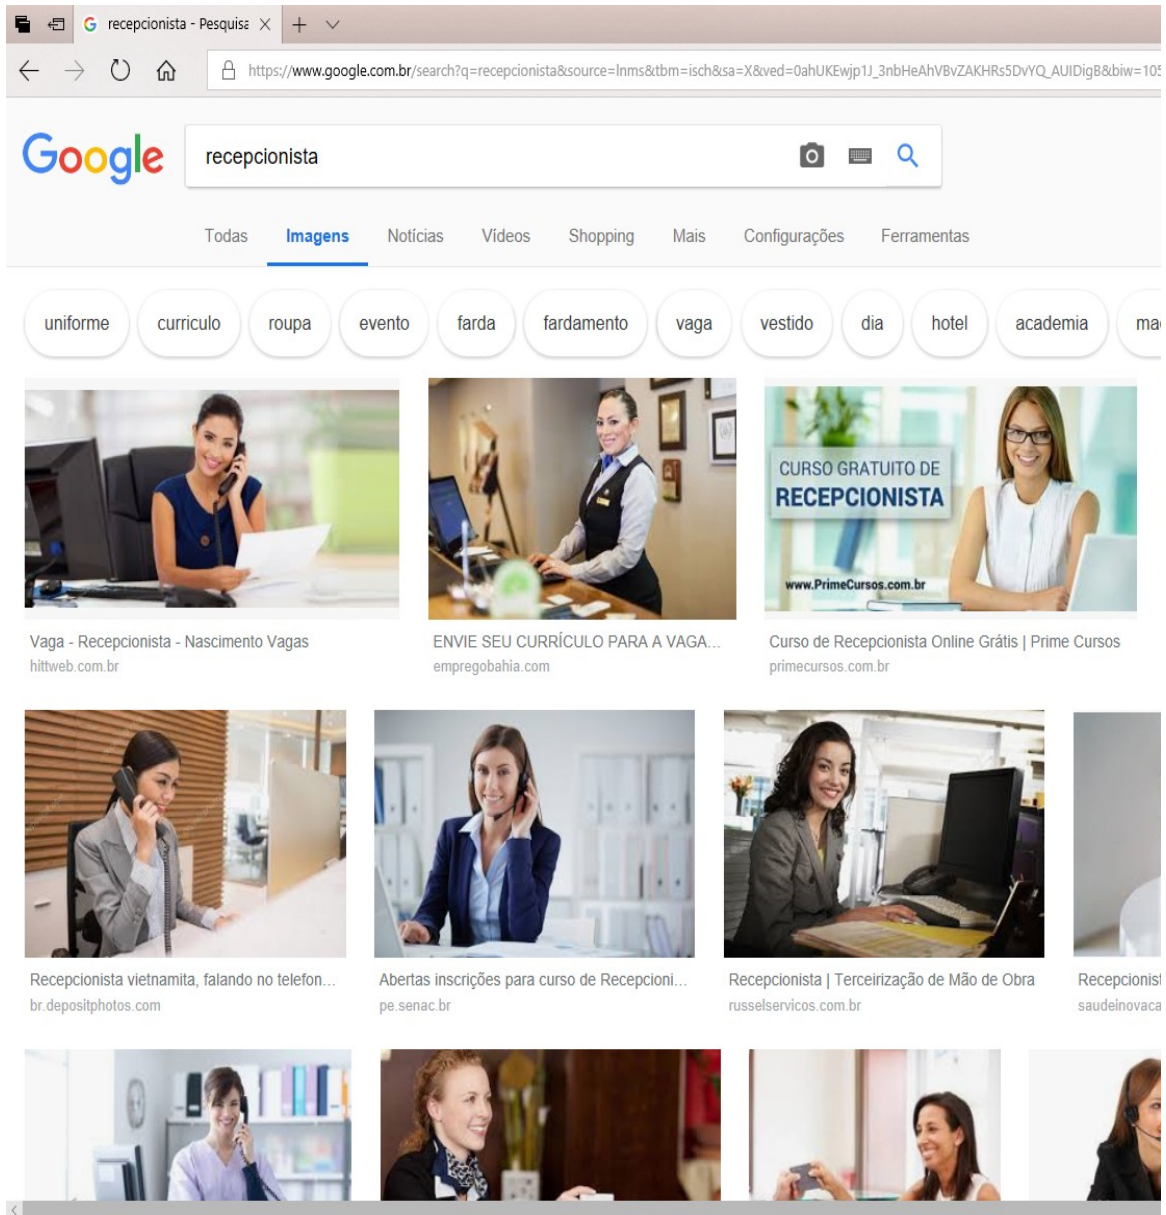 recepcionista - Pesquisa
https://www.google.com.br/search?q=recepcionista&source=lnms&tbm=isch&sa=X&ved=0ahUKEwjp1J_3nbHeAhVBvZAKHRs5DvYQ_AUIDigB&biw=105
Google
recepcionista
Todas Imagens Notícias Vídeos Shopping Mais Configurações Ferramentas
uniforme curriculo roupa evento farda fardamento vaga vestido dia hotel academia ma
CURSO GRATUITO DE
RECEPCIONISTA
www.PrimeCursos.com.br
Vaga - Recepcionista - Nascimento Vagas
hittweb.com.br
ENVIE SEU CURRÍCULO PARA A VAGA...
empregobahia.com
Curso de Recepcionista Online Grátis | Prime Cursos
primecursos.com.br
Recepcionista vietnamita, falando no telefon...
br.depositphotos.com
Abertas inscrições para curso de Recepcioni...
pe.senac.br
Recepcionista | Terceirização de Mão de Obra
russelservicos.com.br
Recepcionist
saudeinovaca